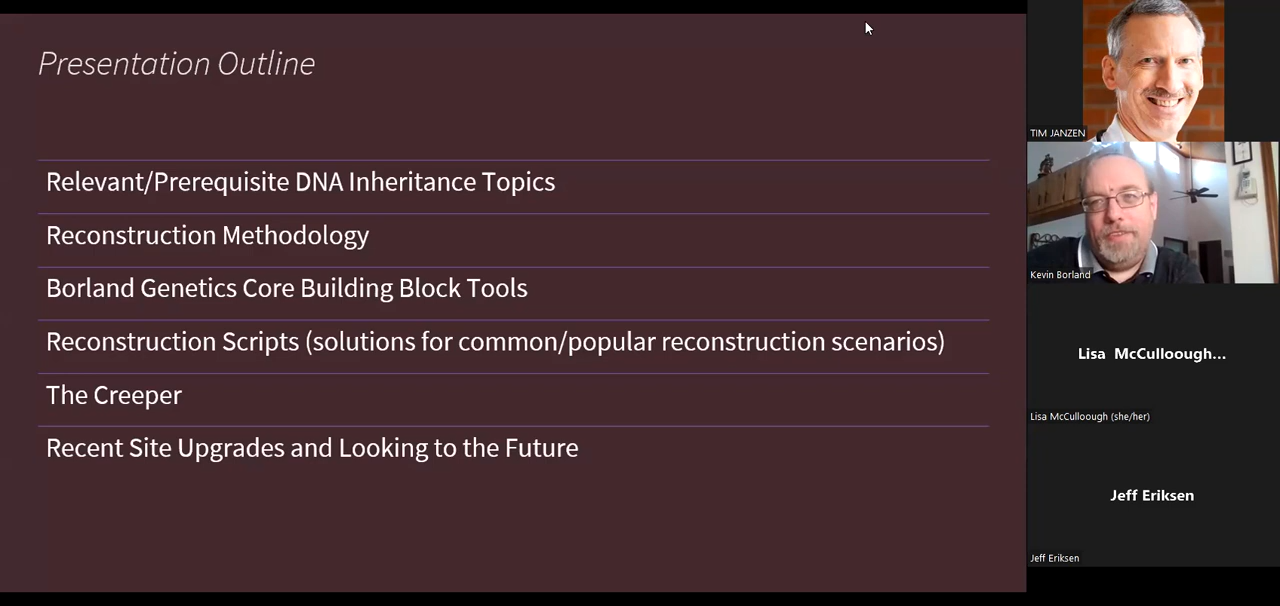 Presentation Outline
Relevant/Prerequisite DNA Inheritance Topics
Reconstruction Methodology
Borland Genetics Core Building Block Tools
Reconstruction Scripts (solutions for common/popular reconstruction scenarios)
The Creeper
Recent Site Upgrades and Looking to the Future
TIM JANZEN
Kevin Borland
Lisa McCulloough...
Lisa McCulloough (she/her)
Jeff Eriksen
Jeff Eriksen